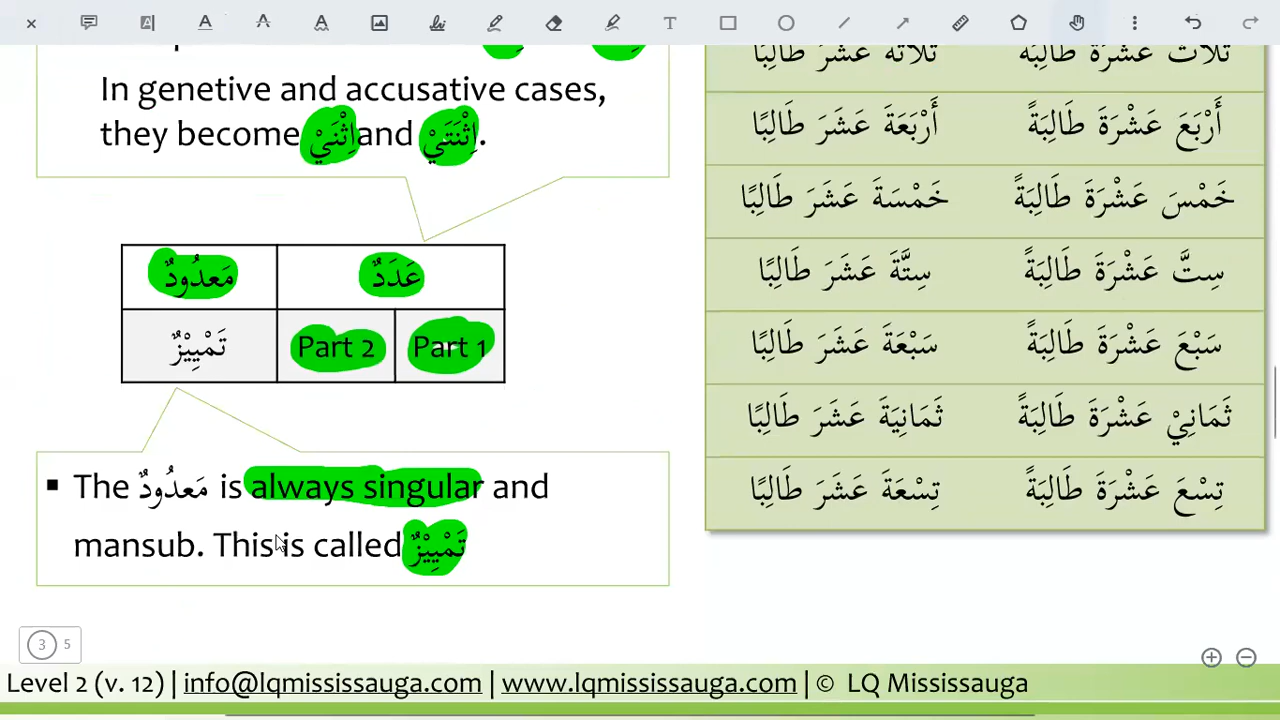 In genetive and accusative cases,
they become اِثْنَيْ and اِثْنَتَيْ.
عَدَدٌ مَعدُودٌ
Part 1 Part 2 تَمْيِيْزٌ
▪ The مَعدُودٌ is always singular and
mansub. This is called تَمْيِيْزٌ
ثَلَاثَ عَشْرَةَ طَالِبَةً ثَلَاثَةَ عَشَرَ طَالِبًا
أَرْبَعَ عَشْرَةَ طَالِبَةً أَرْبَعَةَ عَشَرَ طَالِبًا
خَمْسَ عَشْرَةَ طَالِبَةً خَمْسَةَ عَشَرَ طَالِبًا
سِتَّ عَشْرَةَ طَالِبَةً سِتَّةَ عَشَرَ طَالِبًا
سَبْعَ عَشْرَةَ طَالِبَةً سَبْعَةَ عَشَرَ طَالِبًا
ثَمَانِيْ عَشْرَةَ طَالِبَةً ثَمَانِيَةَ عَشَرَ طَالِبًا
تِسْعَ عَشْرَةَ طَالِبَةً تِسْعَةَ عَشَرَ طَالِبًا
3 5
Level 2 (v. 12) | info@lqmississauga.com | www.lqmississauga.com | © LQ Mississauga